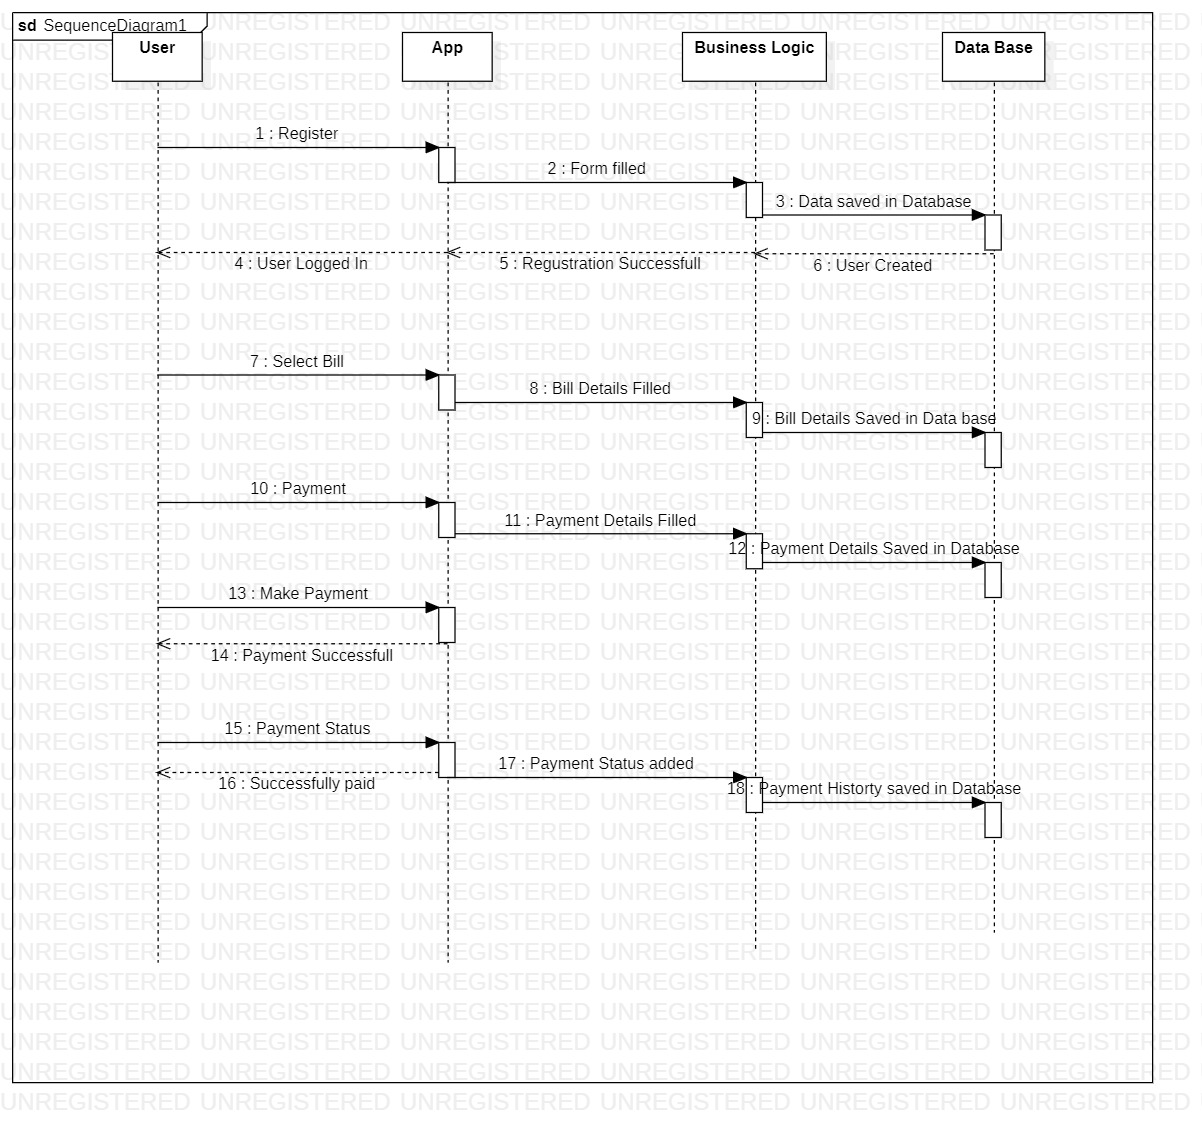 sd SequenceDiagram1
User
App
Business Logic
Data Base
1 : Register
2 : Form filled
3 : Data saved in Database
4 : User Logged In
5 : Regustration Successfull
6 : User Created
7 : Select Bill
8 : Bill Details Filled
9 : Bill Details Saved in Data base
10 : Payment
11 : Payment Details Filled
12 : Payment Details Saved in Database
13 : Make Payment
14 : Payment Successfull
15 : Payment Status
17 : Payment Status added
16 : Successfully paid
18 : Payment Historty saved in Database
UNREGISTERED